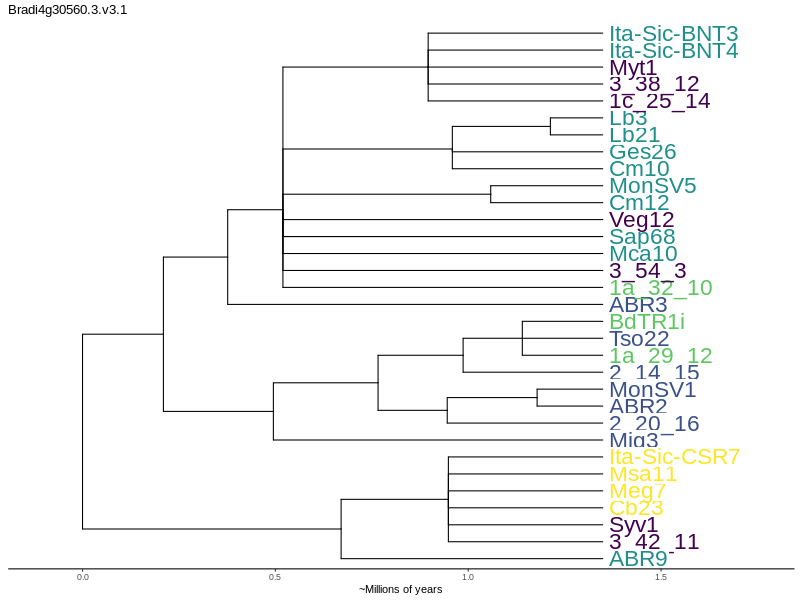 Bradi4g30560.3.v3.1
Ita-Sic-BNT3
Ita-Sic-BNT4
Myt1
3_38_12
1c_25_14
Lb3
Lb21
Ges26
Cm10
MonSV5
Cm12
Veg12
Sap68
Mca10
3_54_3
1a_32_10
ABR3
BdTR1i
Tso22
1a_29_12
2_14_15
MonSV1
ABR2
2_20_16
Mig3
Ita-Sic-CSR7
Msa11
Meg7
Cb23
Syv1
3_42_11
ABR9
0.0 0.5 1.0 1.5
~Millions of years